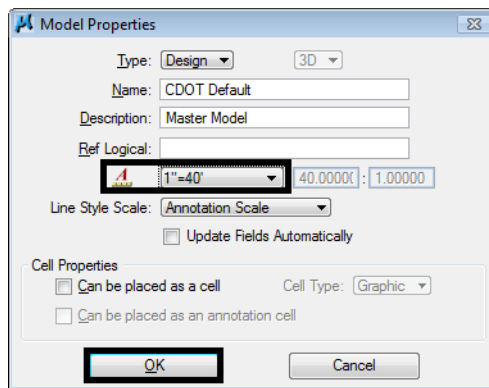 Model Properties
Type: Design 3D
Name: CDOT Default
Description: Master Model
Ref Logical:
A 1"=40' 40.0000( : 1.00000
Line Style Scale: Annotation Scale
Update Fields Automatically
Cell Properties
Can be placed as a cell Cell Type: Graphic
Can be placed as an annotation cell
OK Cancel